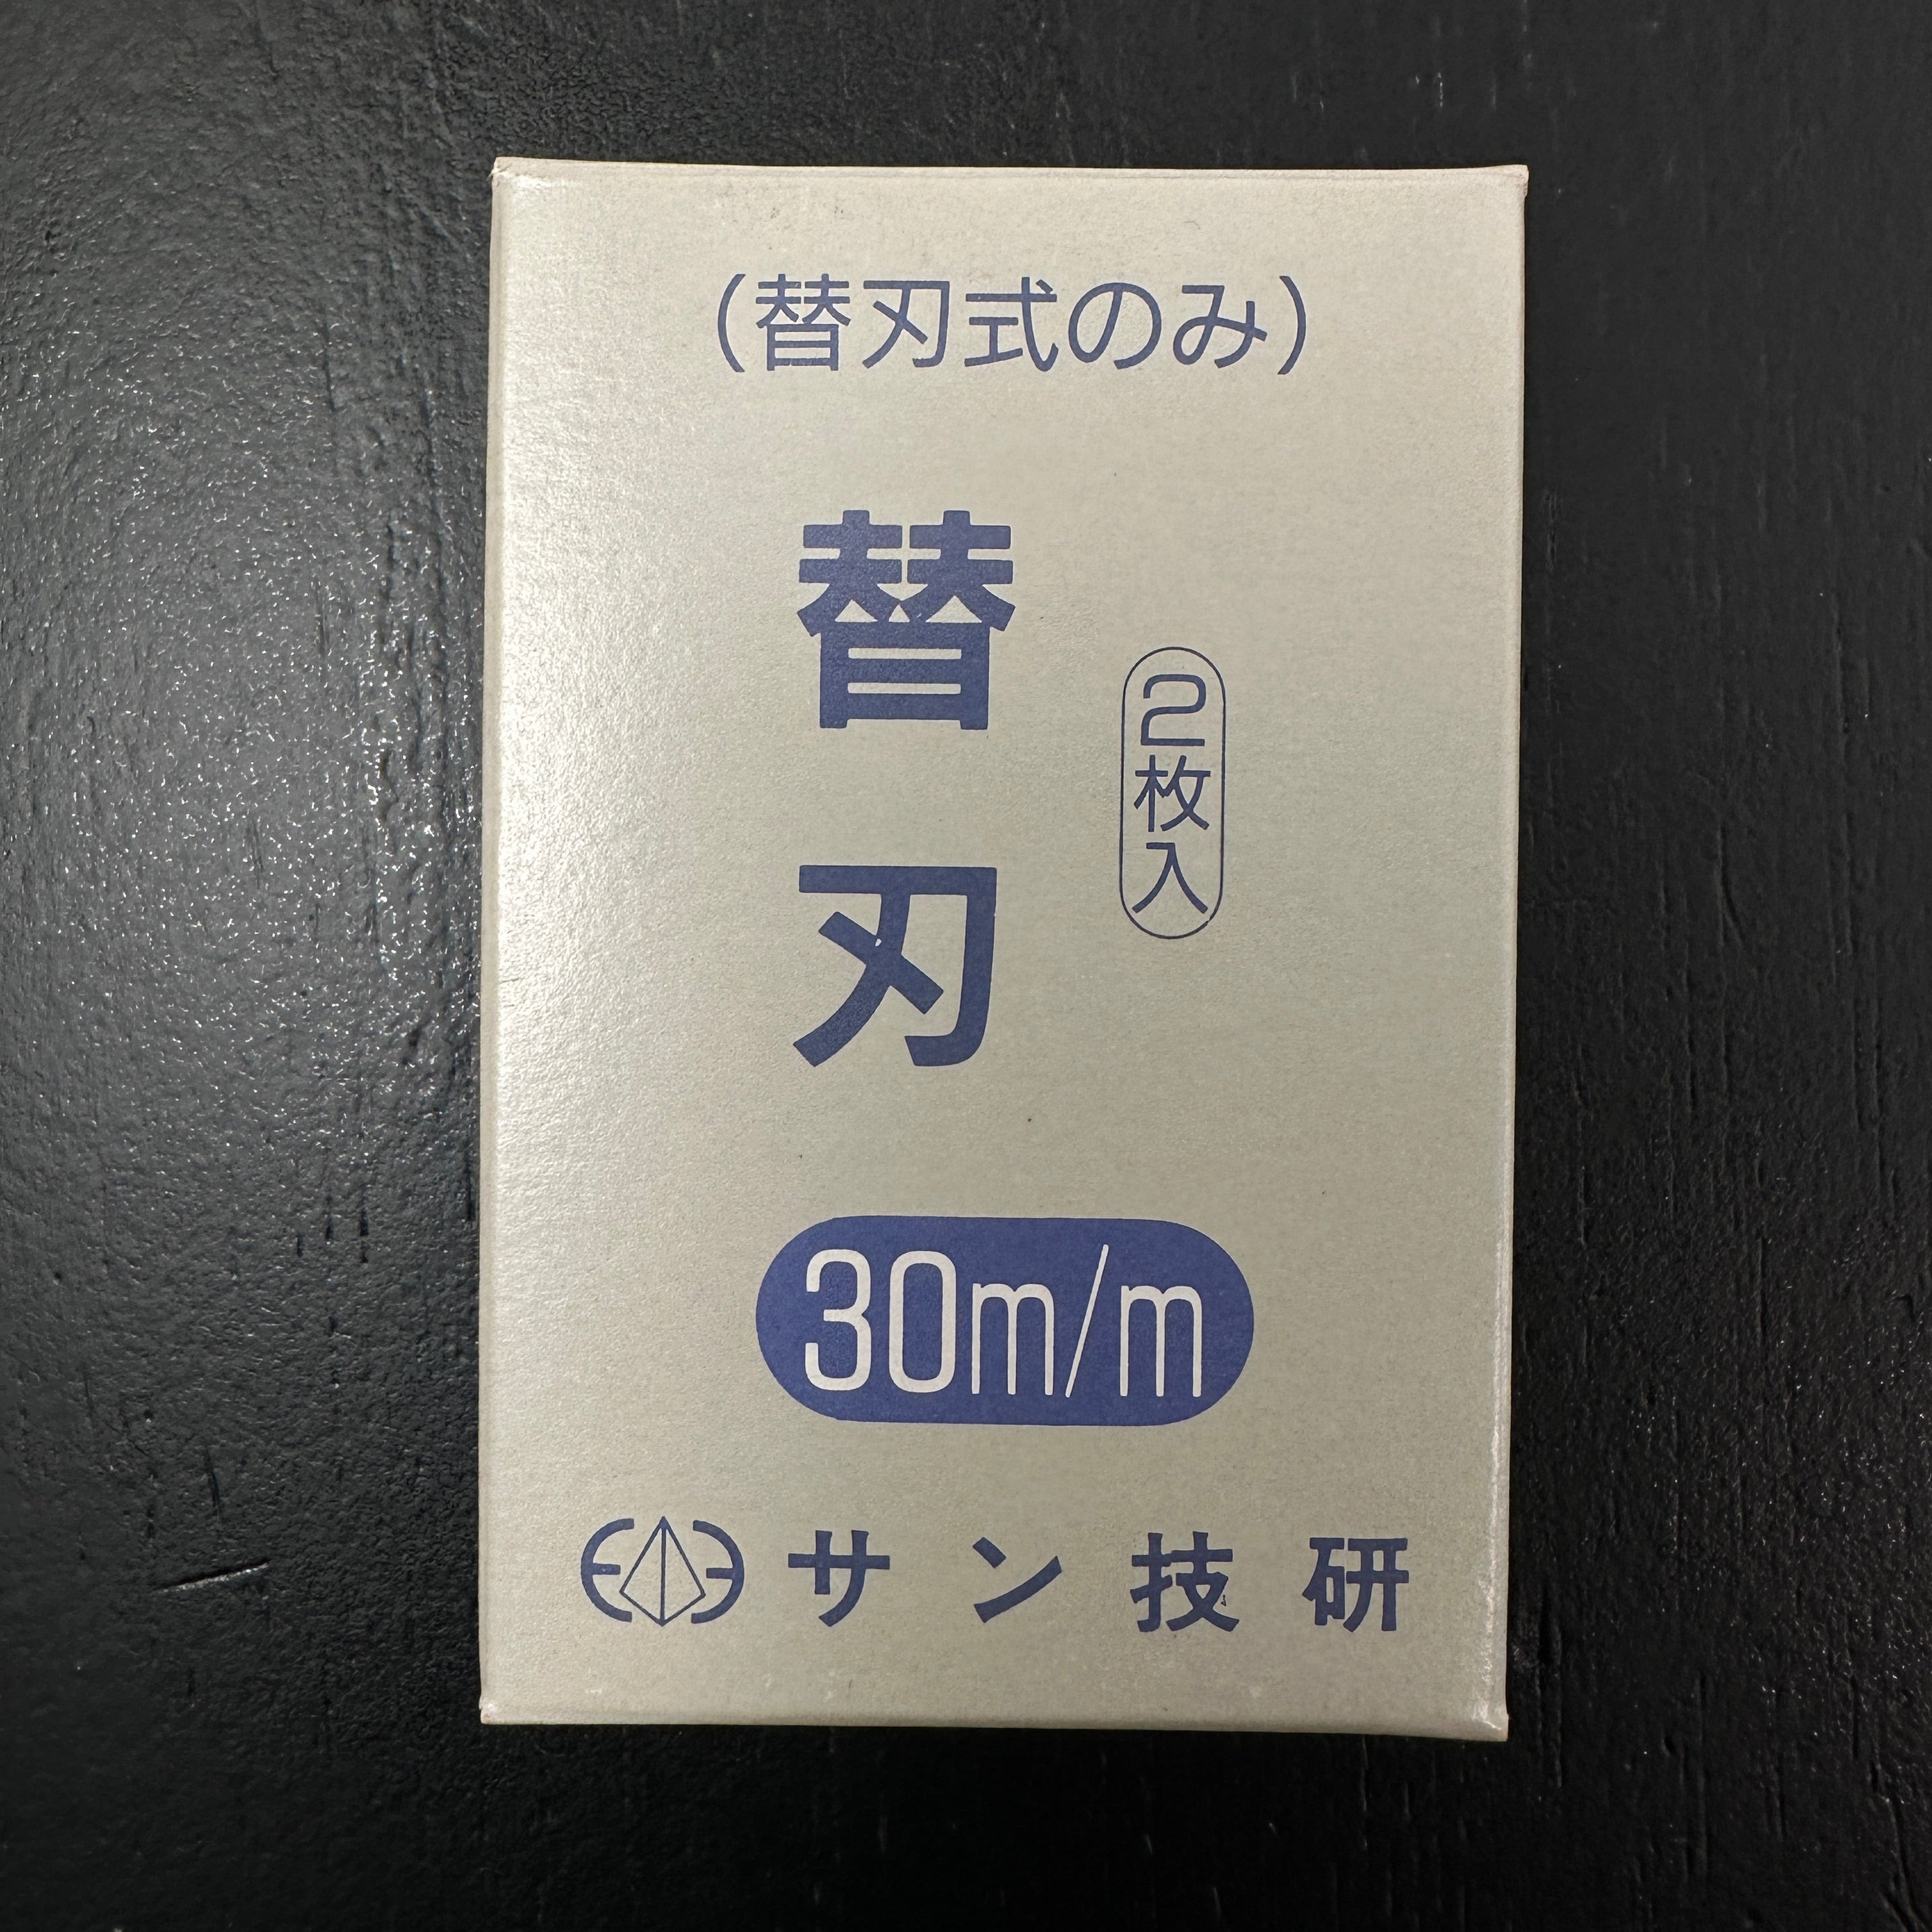 (替刃式のみ)
替刃
2枚入
30m/m
サン技研